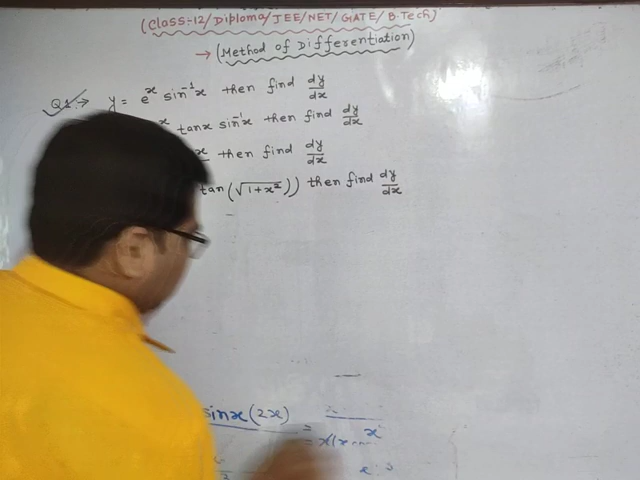 (Class-12/Diploma/JEE/NET/GATE/B.Tech)
→ (Method of Differentiation)
Q1.→ y = eˣ sin⁻¹x then find dy/dx
x tanx sin⁻¹x then find dy/dx
x then find dy/dx
tan(√1+x²)) then find dy/dx
sinx(2x) =
= x